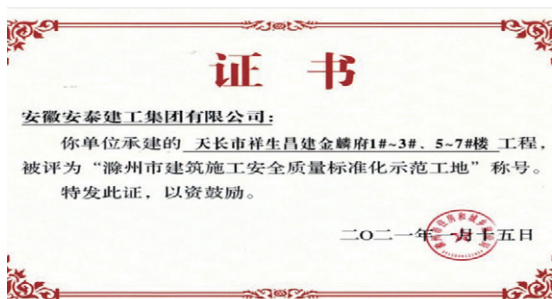 证书
安徽安泰建工集团有限公司：
你单位承建的 天长市祥生昌建金麟府1#~3#、5~7#楼 工程，
被评为“滁州市建筑施工安全质量标准化示范工地”称号。
特发此证，以资鼓励。
二〇二一年一月十五日